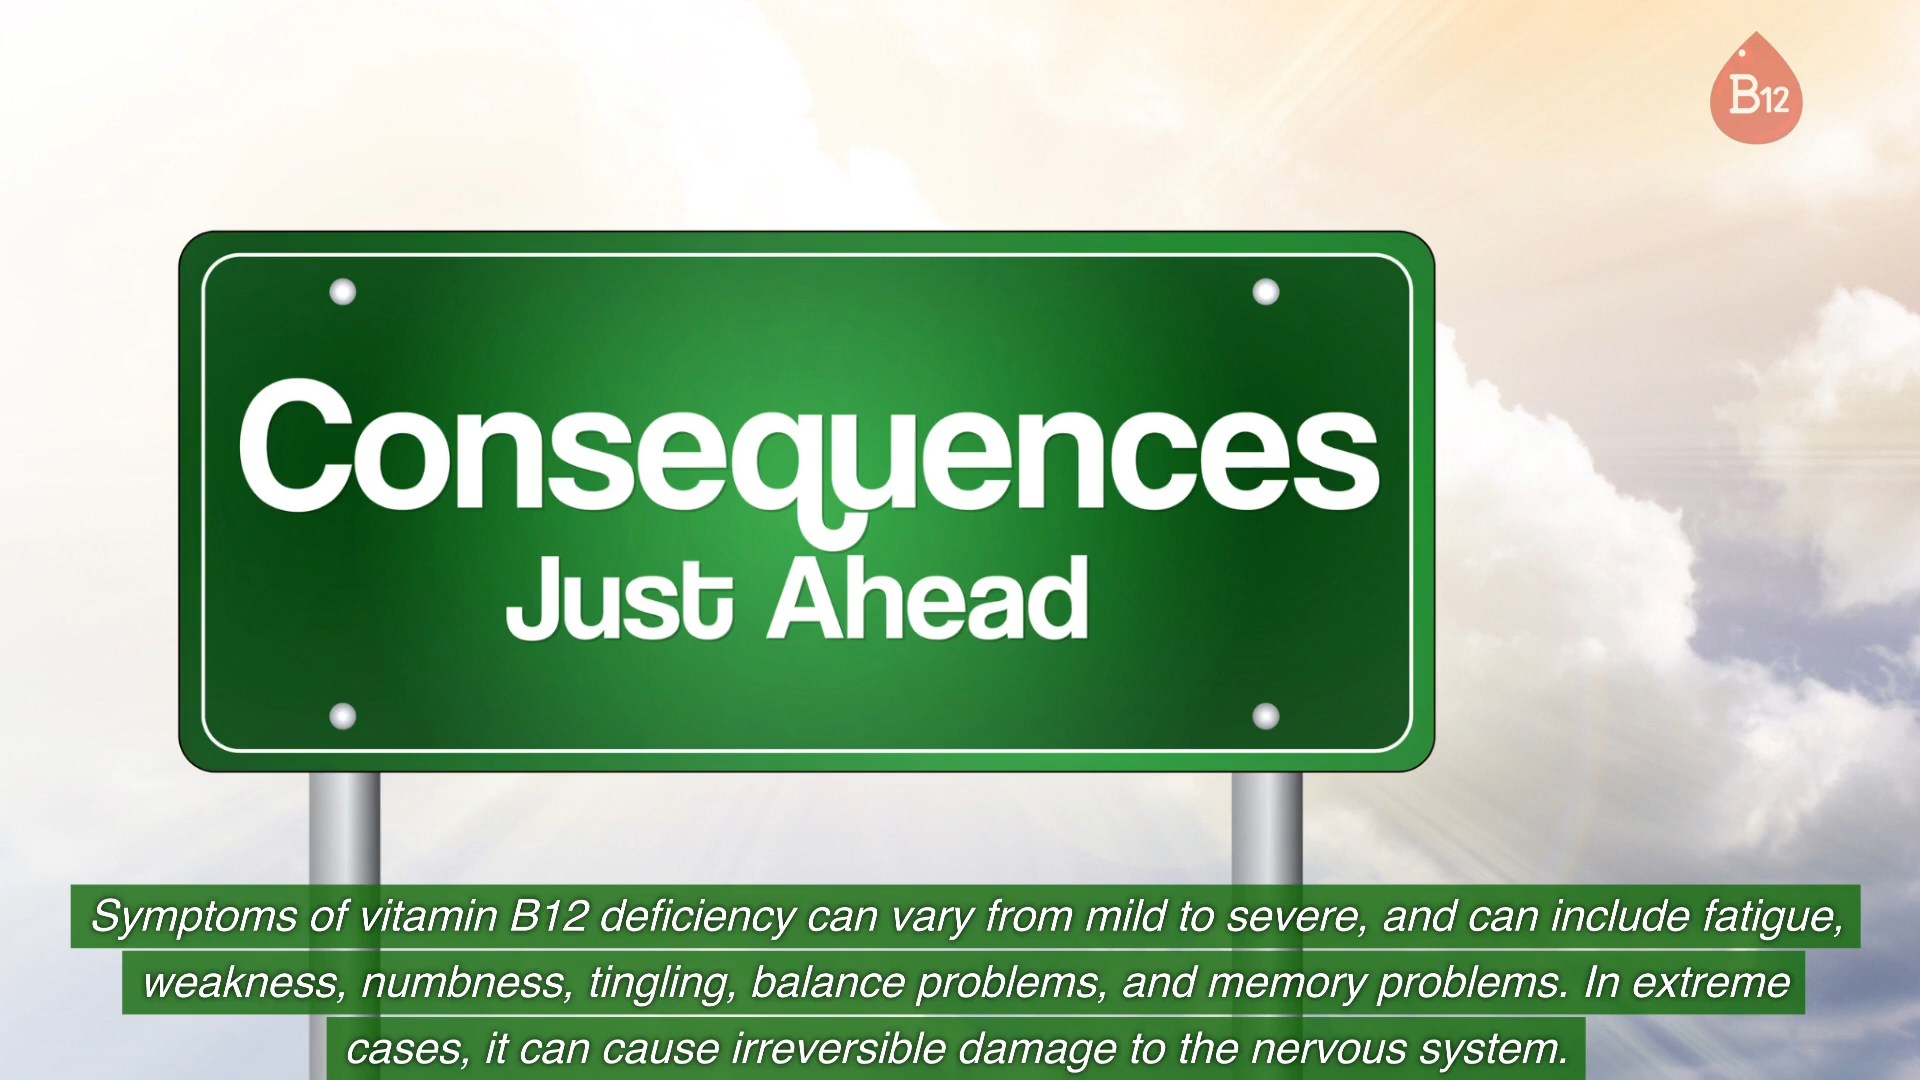 B12
Consequences
Just Ahead
Symptoms of vitamin B12 deficiency can vary from mild to severe, and can include fatigue,
weakness, numbness, tingling, balance problems, and memory problems. In extreme
cases, it can cause irreversible damage to the nervous system.